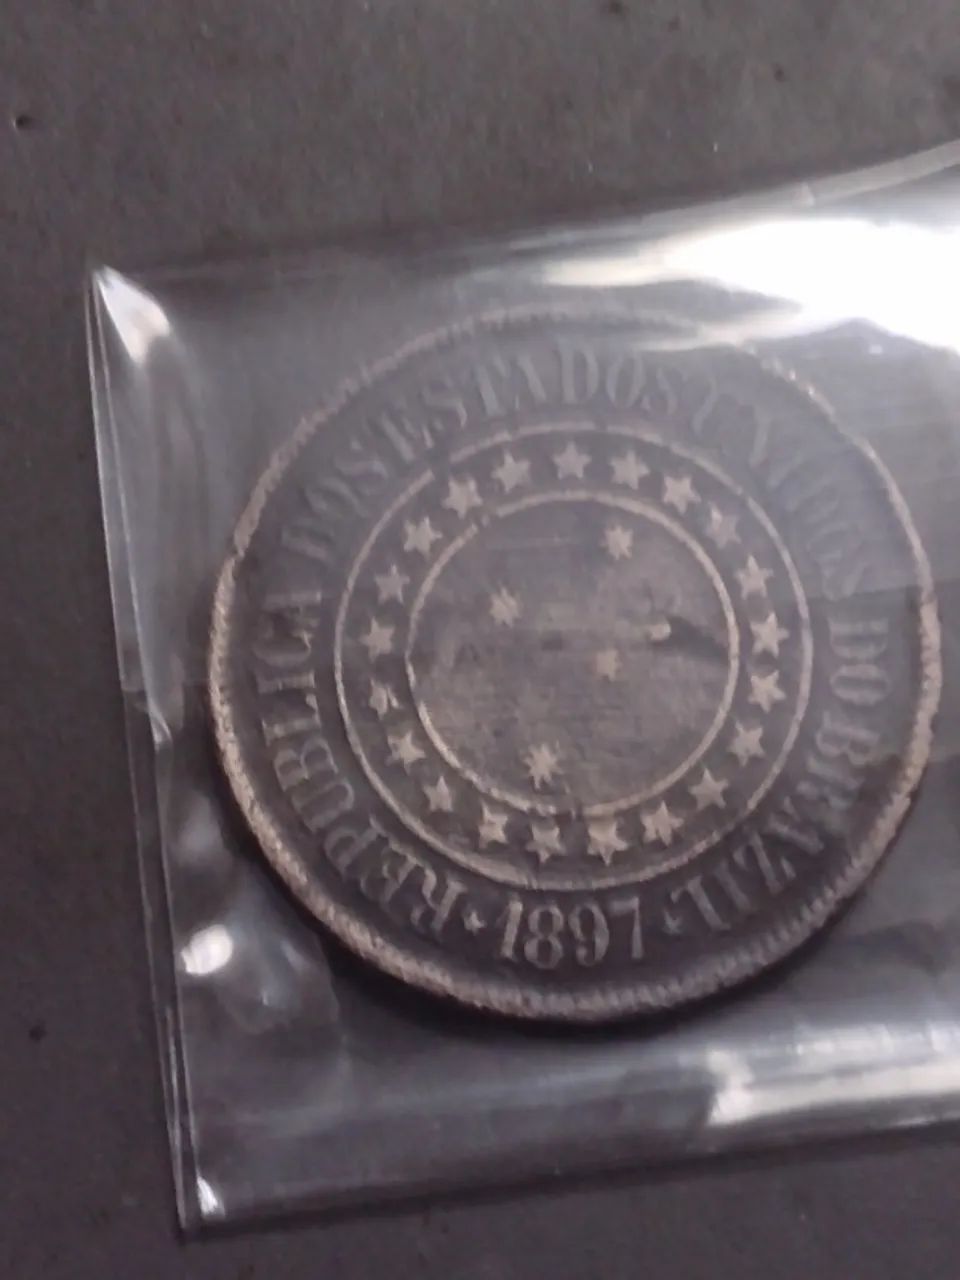 REPUBLICA DOS ESTADOS UNIDOS DO BRAZIL
1897